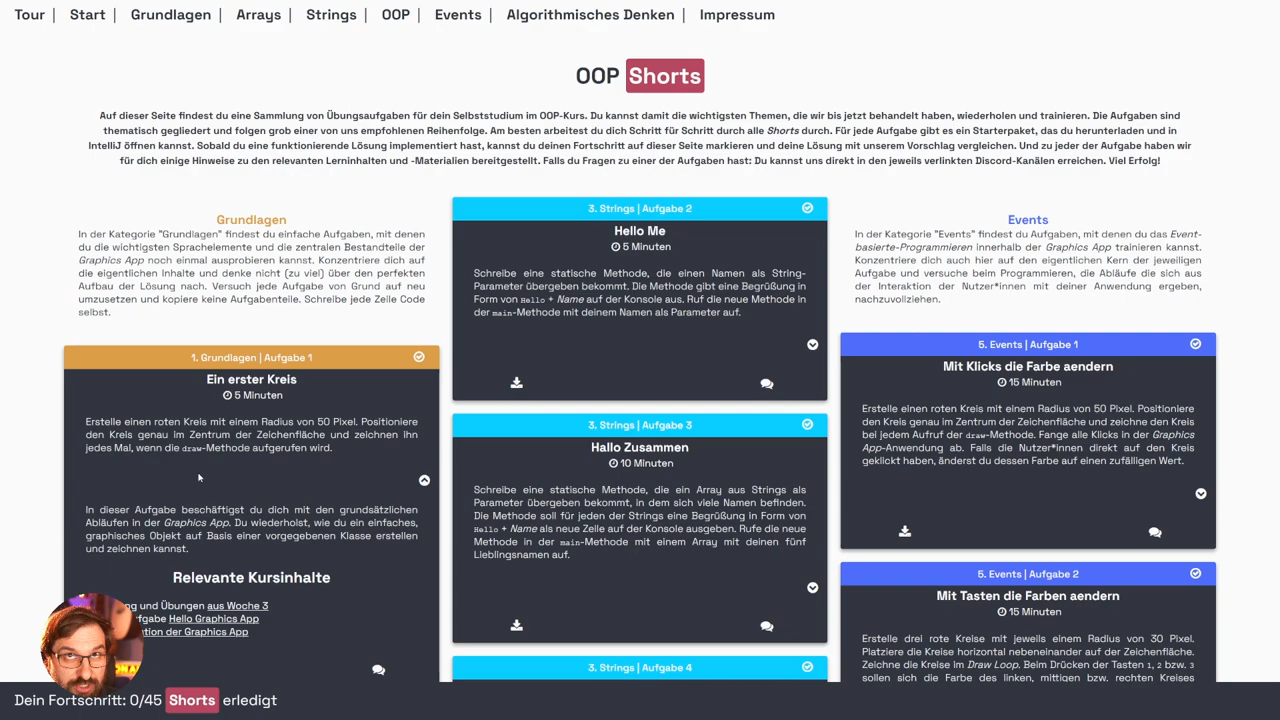 Tour | Start | Grundlagen | Arrays | Strings | OOP | Events | Algorithmisches Denken | Impressum
OOP Shorts
Auf dieser Seite findest du eine Sammlung von Übungsaufgaben für dein Selbststudium im OOP-Kurs. Du kannst damit die wichtigsten Themen, die wir bis jetzt behandelt haben, wiederholen und trainieren. Die Aufgaben sind
thematisch gegliedert und folgen grob einer von uns empfohlenen Reihenfolge. Am besten arbeitest du dich Schritt für Schritt durch alle Shorts durch. Für jede Aufgabe gibt es ein Starterpaket, das du herunterladen und in
IntelliJ öffnen kannst. Sobald du eine funktionierende Lösung implementiert hast, kannst du deinen Fortschritt auf dieser Seite markieren und deine Lösung mit unserem Vorschlag vergleichen. Und zu jeder der Aufgabe haben wir
für dich einige Hinweise zu den relevanten Lerninhalten und -Materialien bereitgestellt. Falls du Fragen zu einer der Aufgaben hast: Du kannst uns direkt in den jeweils verlinkten Discord-Kanälen erreichen. Viel Erfolg!
Grundlagen
In der Kategorie "Grundlagen" findest du einfache Aufgaben, mit denen
du die wichtigsten Sprachelemente und die zentralen Bestandteile der
Graphics App noch einmal ausprobieren kannst. Konzentriere dich auf
die eigentlichen Inhalte und denke nicht (zu viel) über den perfekten
Aufbau der Lösung nach. Versuch jede Aufgabe von Grund auf neu
umzusetzen und kopiere keine Aufgabenteile. Schreibe jede Zeile Code
selbst.
1. Grundlagen | Aufgabe 1
Ein erster Kreis
5 Minuten
Erstelle einen roten Kreis mit einem Radius von 50 Pixel. Positioniere
den Kreis genau im Zentrum der Zeichenfläche und zeichnen ihn
jedes Mal, wenn die draw-Methode aufgerufen wird.
In dieser Aufgabe beschäftigst du dich mit den grundsätzlichen
Abläufen in der Graphics App. Du wiederholst, wie du ein einfaches,
graphisches Objekt auf Basis einer vorgegebenen Klasse erstellen
und zeichnen kannst.
Relevante Kursinhalte
und Übungen aus Woche 3
Hello Graphics App
der Graphics App
3. Strings | Aufgabe 2
Hello Me
5 Minuten
Schreibe eine statische Methode, die einen Namen als String-
Parameter übergeben bekommt. Die Methode gibt eine Begrüßung in
Form von Hello + Name auf der Konsole aus. Ruf die neue Methode in
der main-Methode mit deinem Namen als Parameter auf.
3. Strings | Aufgabe 3
Hallo Zusammen
10 Minuten
Schreibe eine statische Methode, die ein Array aus Strings als
Parameter übergeben bekommt, in dem sich viele Namen befinden.
Die Methode soll für jeden der Strings eine Begrüßung in Form von
Hello + Name als neue Zeile auf der Konsole ausgeben. Rufe die neue
Methode in der main-Methode mit einem Array mit deinen fünf
Lieblingsnamen auf.
3. Strings | Aufgabe 4
Events
In der Kategorie "Events" findest du Aufgaben, mit denen du das Event-
basierte-Programmieren innerhalb der Graphics App trainieren kannst.
Konzentriere dich auch hier auf den eigentlichen Kern der jeweiligen
Aufgabe und versuche beim Programmieren, die Abläufe die sich aus
der Interaktion der Nutzer*innen mit deiner Anwendung ergeben,
nachzuvollziehen.
5. Events | Aufgabe 1
Mit Klicks die Farbe aendern
15 Minuten
Erstelle einen roten Kreis mit einem Radius von 50 Pixel. Positioniere
den Kreis genau im Zentrum der Zeichenfläche und zeichne den Kreis
bei jedem Aufruf der draw-Methode. Fange alle Klicks in der Graphics
App-Anwendung ab. Falls die Nutzer*innen direkt auf den Kreis
geklickt haben, änderst du dessen Farbe auf einen zufälligen Wert.
5. Events | Aufgabe 2
Mit Tasten die Farben aendern
15 Minuten
Erstelle drei rote Kreise mit jeweils einem Radius von 30 Pixel.
Platziere die Kreise horizontal nebeneinander auf der Zeichenfläche.
Zeichne die Kreise im Draw Loop. Beim Drücken der Tasten 1, 2 bzw. 3
sollen sich die Farbe des linken, mittigen bzw. rechten Kreises
Dein Fortschritt: 0/45 Shorts erledigt